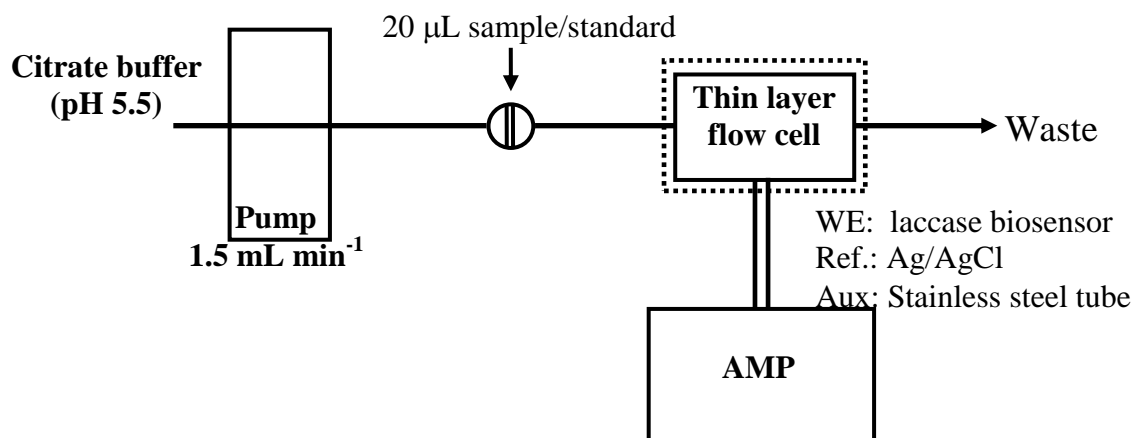 20 μL sample/standard
Citrate buffer
(pH 5.5)
Thin layer
flow cell
Waste
Pump
1.5 mL min⁻¹
WE:  laccase biosensor
Ref.: Ag/AgCl
Aux: Stainless steel tube
AMP